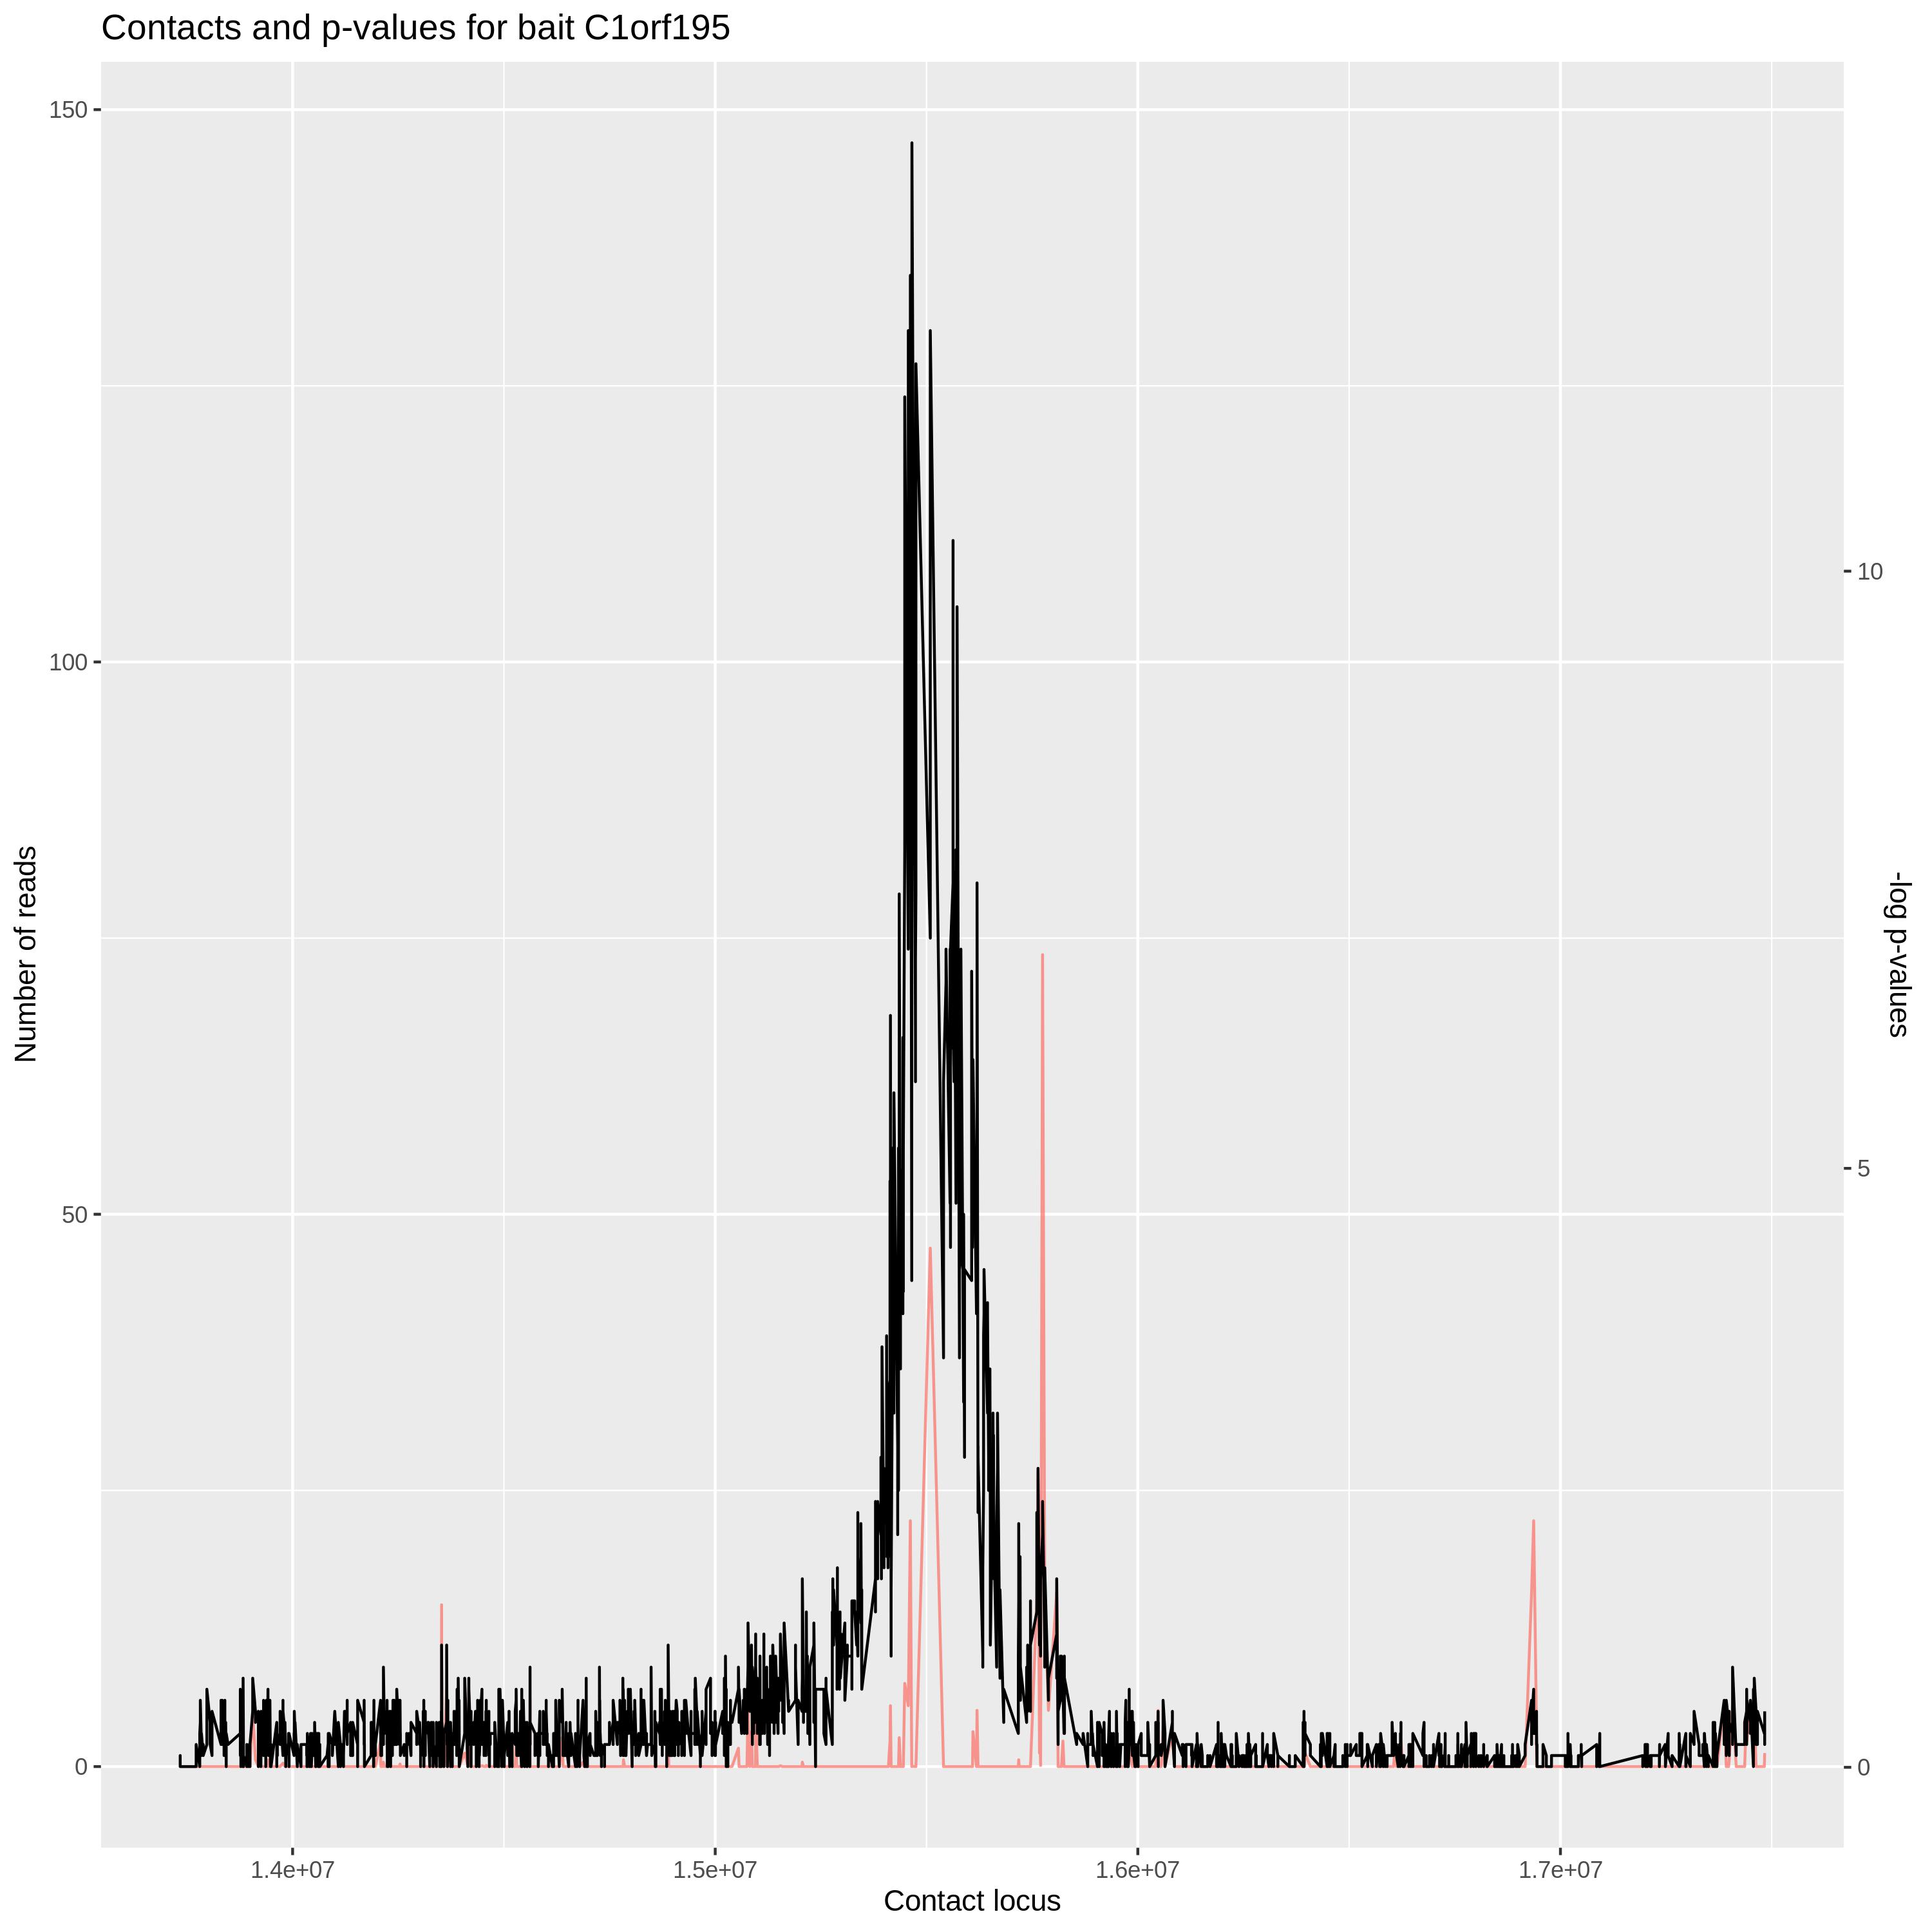 Contacts and p-values for bait C1orf195
150
100
50
0
Number of reads
10
5
0
-log p-values
1.4e+07
1.5e+07
1.6e+07
1.7e+07
Contact locus